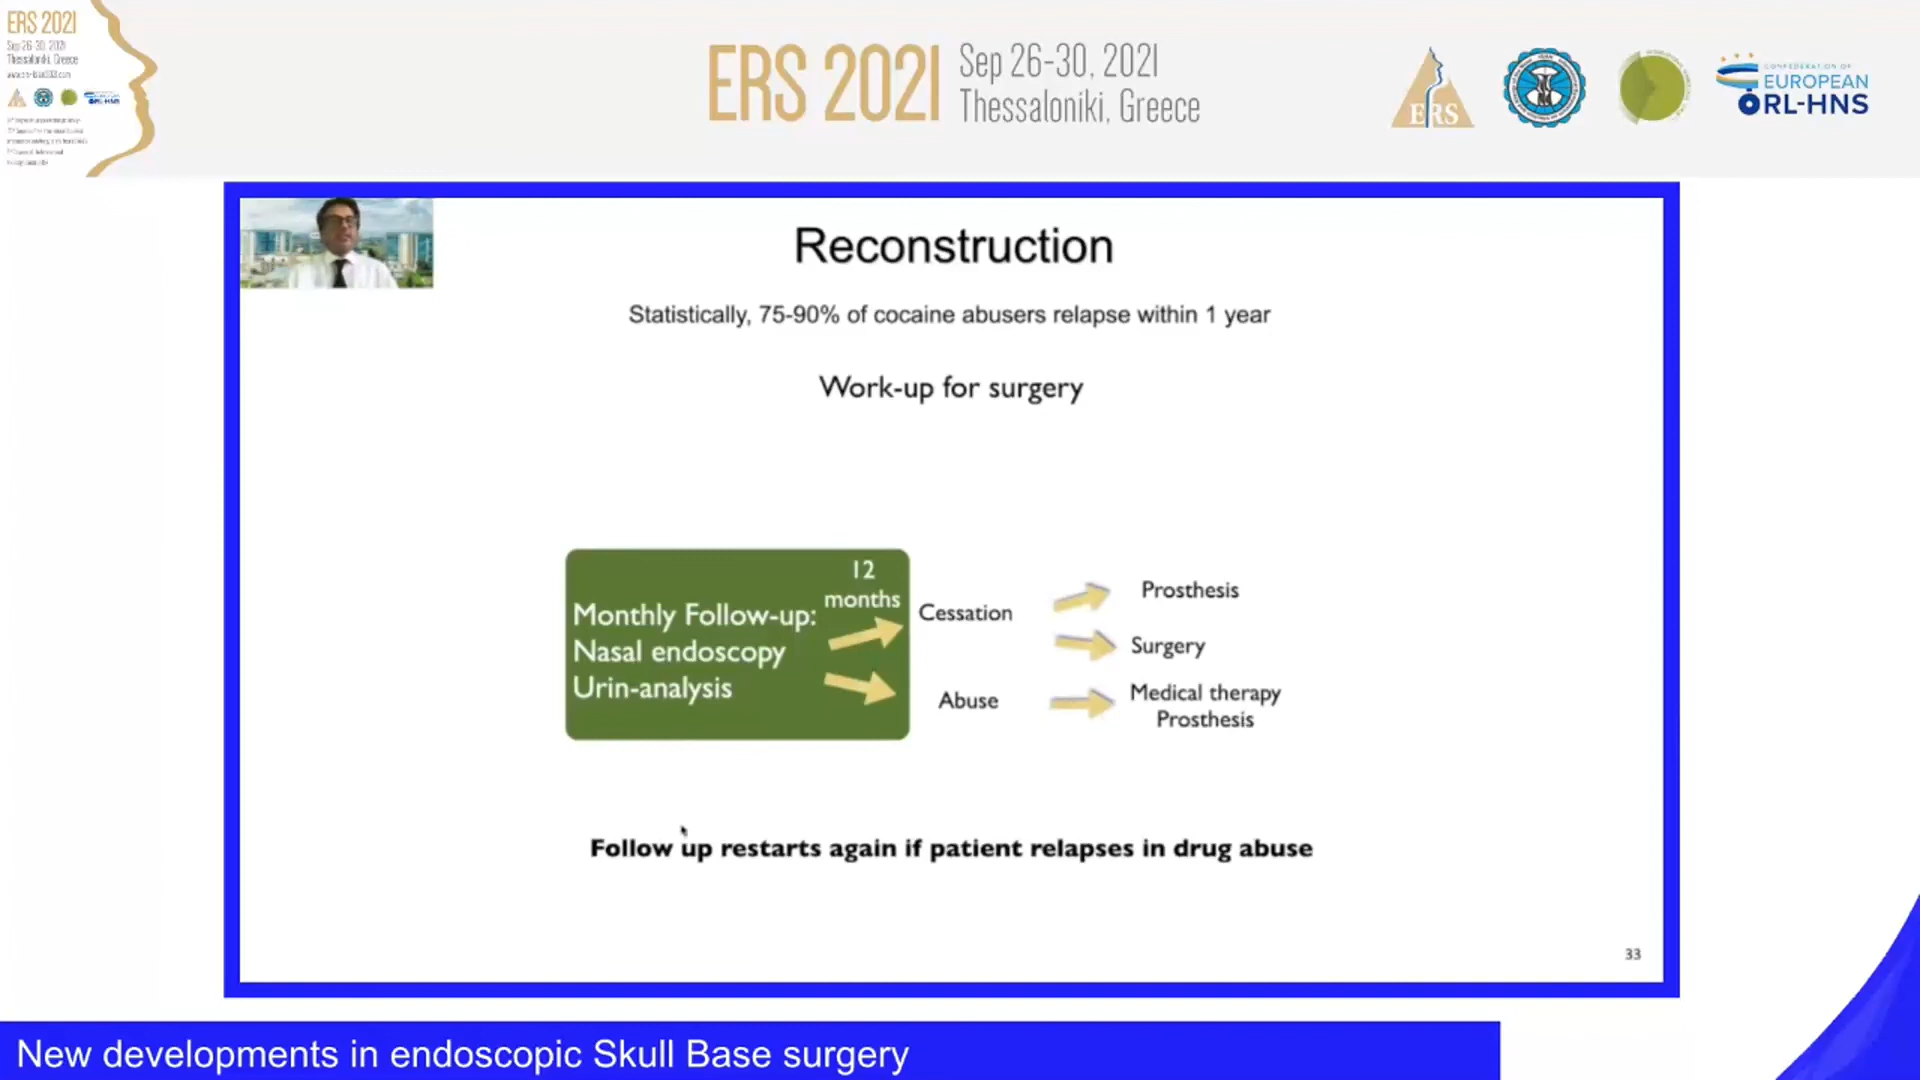 ERS 2021
Sep 26-30, 2021
Thessaloniki, Greece
ERS 2021
Sep 26-30, 2021
Thessaloniki, Greece
ERS
CONFEDERATION OF
EUROPEAN
ORL-HNS
Reconstruction
Statistically, 75-90% of cocaine abusers relapse within 1 year
Work-up for surgery
12
months
Monthly Follow-up:
Nasal endoscopy
Urin-analysis
Cessation
Abuse
Prosthesis
Surgery
Medical therapy
Prosthesis
Follow up restarts again if patient relapses in drug abuse
33
New developments in endoscopic Skull Base surgery